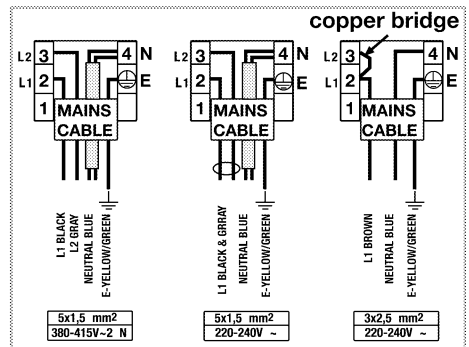 copper bridge
L2 3 4 N
L1 2 E
1 MAINS
CABLE
L1 BLACK
L2 GRAY
NEUTRAL BLUE
E-YELLOW/GREEN
5x1,5 mm2
380-415V~2 N
L2 3 4 N
L1 2 E
1 MAINS
CABLE
L1 BLACK & GRRAY
NEUTRAL BLUE
E-YELLOW/GREEN
5x1,5 mm2
220-240V ~
L2 3 4 N
L1 2 E
1 MAINS
CABLE
L1 BROWN
NEUTRAL BLUE
E-YELLOW/GREEN
3x2,5 mm2
220-240V ~